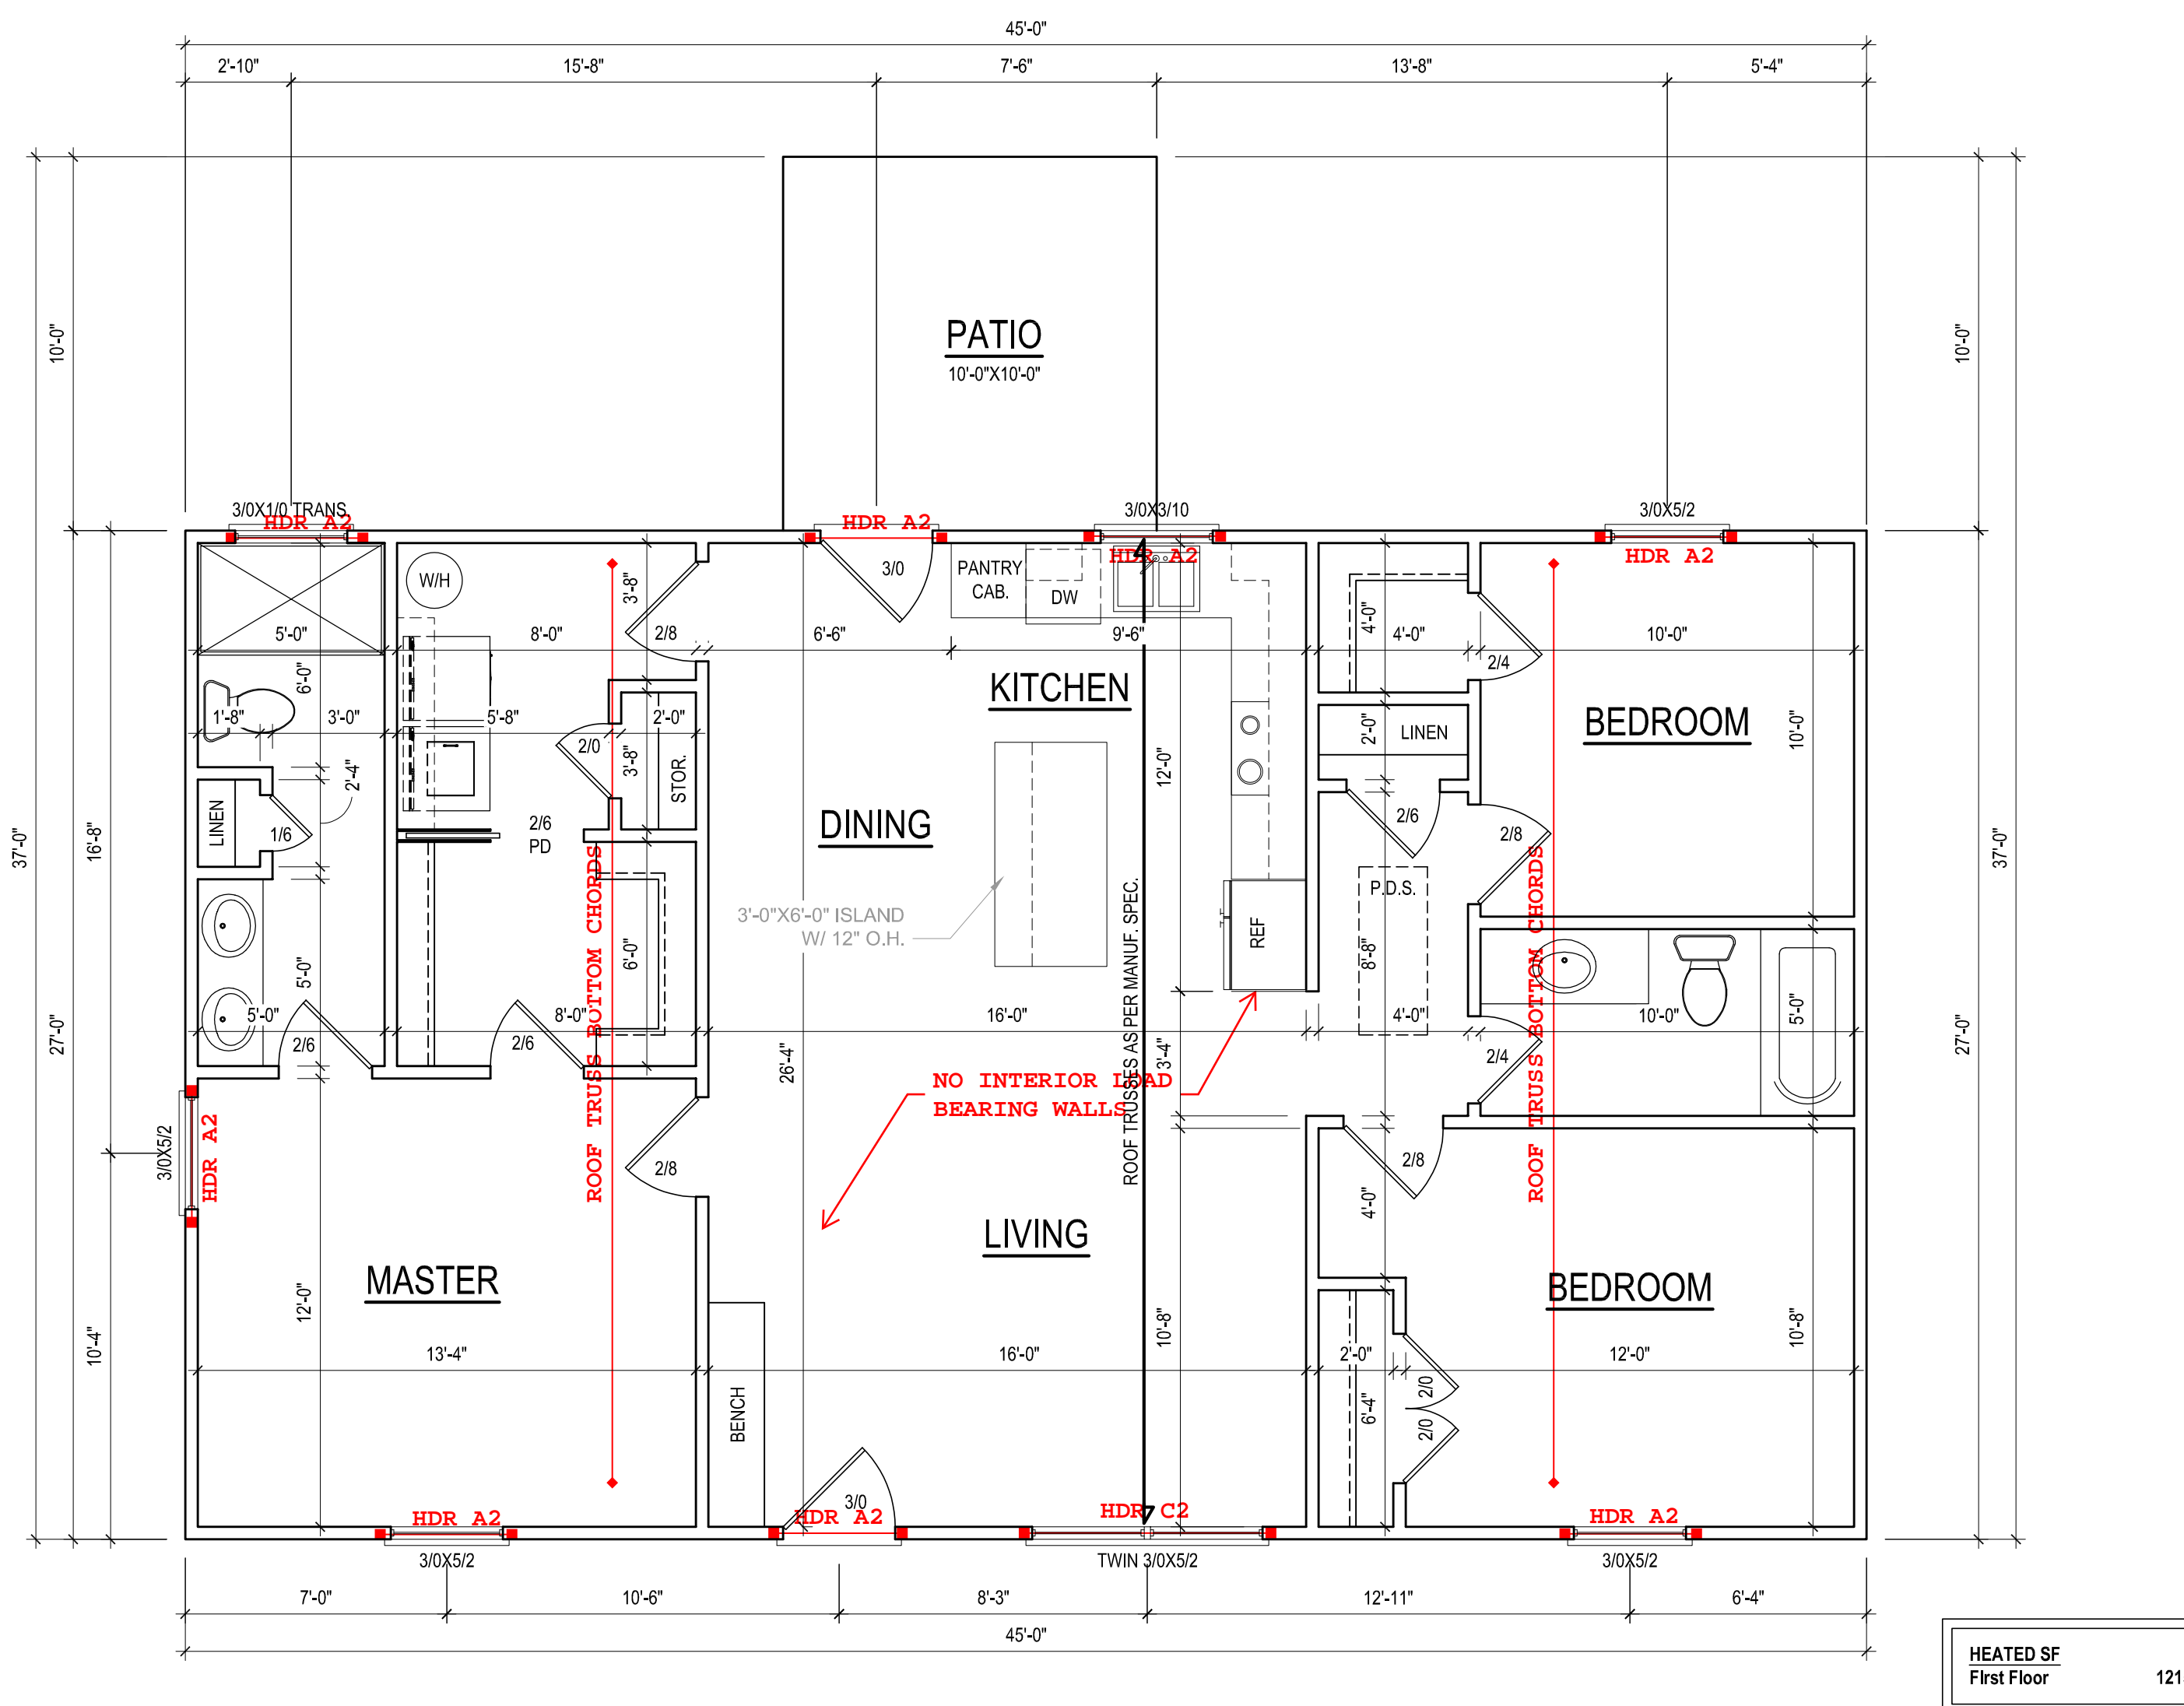 45'-0"
2'-10"
15'-8"
7'-6"
13'-8"
5'-4"
10'-0"
PATIO
10'-0"X10'-0"
10'-0"
3/0X1/0 TRANS.
HDR A2
HDR A2
3/0X3/10
HDR A2
3/0X5/2
HDR A2
W/H
3'-8"
3/0
PANTRY
CAB.
DW
4'-0"
5'-0"
8'-0"
2/8
6'-6"
9'-6"
4'-0"
2/4
10'-0"
6'-0"
1'-8"
3'-0"
5'-8"
2'-0"
KITCHEN
2'-0"
LINEN
BEDROOM
10'-0"
2/0
3'-8"
STOR.
2'-4"
12'-0"
LINEN
1/6
2/6
PD
DINING
2/6
2/8
37'-0"
16'-8"
37'-0"
ROOF TRUSS BOTTOM CHORDS
3'-0"X6'-0" ISLAND
W/ 12" O.H.
P.D.S.
REF
6'-0"
8'-8"
ROOF TRUSS BOTTOM CHORDS
5'-0"
5'-0"
8'-0"
16'-0"
4'-0"
10'-0"
5'-0"
27'-0"
2/6
2/6
26'-4"
3'-4"
2/4
27'-0"
NO INTERIOR LOAD
BEARING WALLS
ROOF TRUSSES AS PER MANUF. SPEC.
3/0X5/2
HDR A2
2/8
2/8
4'-0"
LIVING
MASTER
12'-0"
BEDROOM
10'-4"
10'-8"
10'-8"
13'-4"
16'-0"
2'-0"
12'-0"
BENCH
6'-4"
2/0
2/0
HDR A2
3/0
HDR A2
HDR C2
HDR A2
3/0X5/2
TWIN 3/0X5/2
3/0X5/2
7'-0"
10'-6"
8'-3"
12'-11"
6'-4"
45'-0"
HEATED SF
First Floor 121